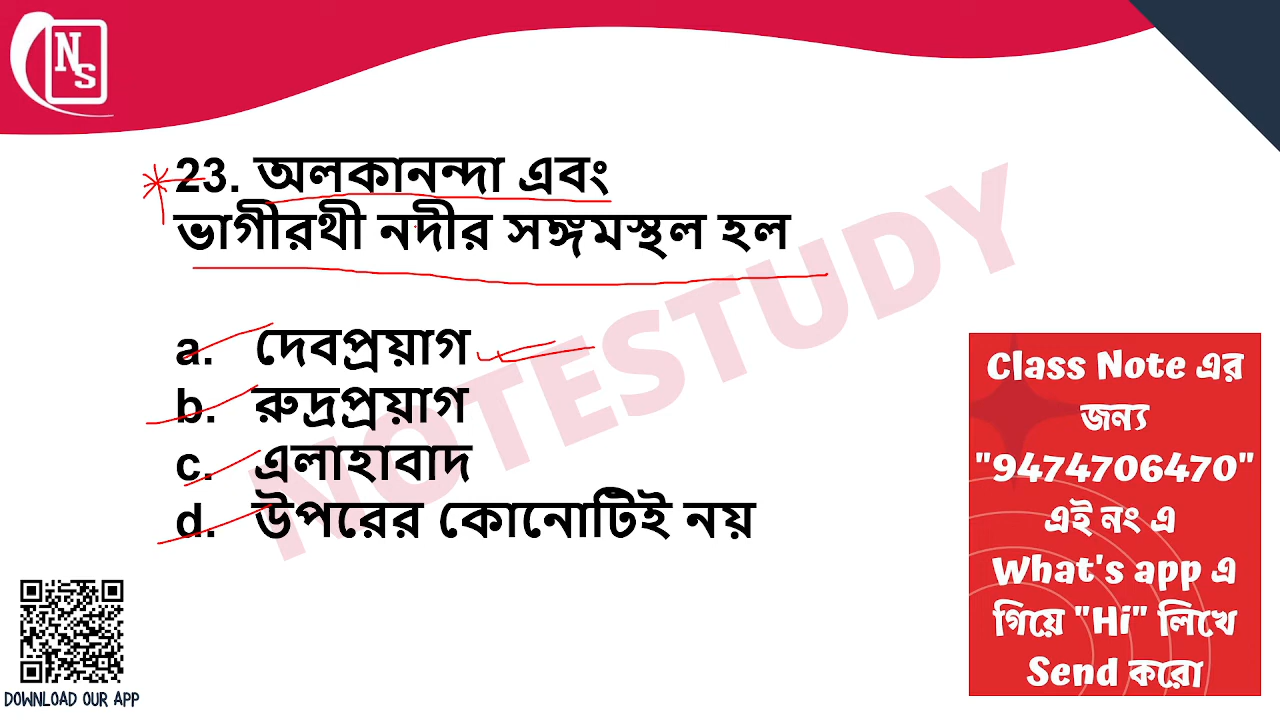 NS
23. অলকানন্দা এবং
ভাগীরথী নদীর সঙ্গমস্থল হল
a. দেবপ্রয়াগ
b. রুদ্রপ্রয়াগ
c. এলাহাবাদ
d. উপরের কোনোটিই নয়
NOTESTUDY
Class Note এর
জন্য
"9474706470"
এই নং এ
What's app এ
গিয়ে "Hi" লিখে
Send করো
DOWNLOAD OUR APP